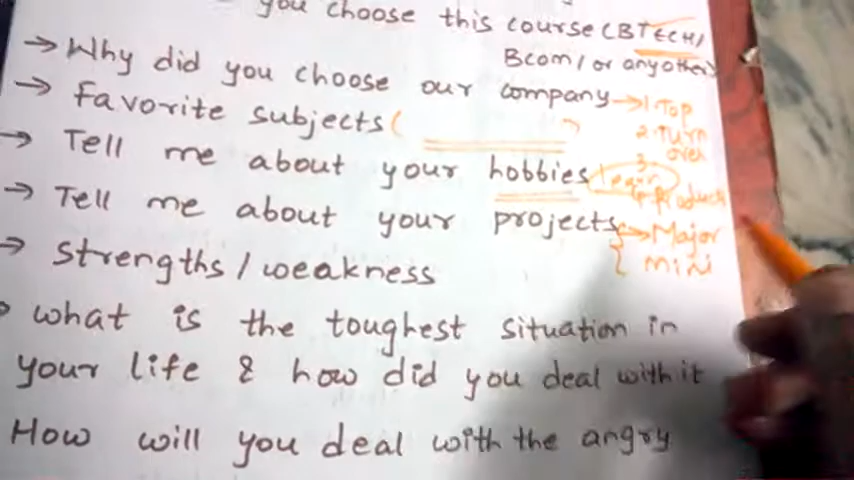 you choose this course (BTECH/
Bcom/ or any other)
→ Why did you choose our company → 1. Top
→ Favorite subjects ( ) 2. Turn over
→ Tell me about your hobbies 3.
4. Products
→ Tell me about your projects → Major
mini
→ Strengths / weakness
what is the toughest situation in
your life & how did you deal with it
How will you deal with the angry